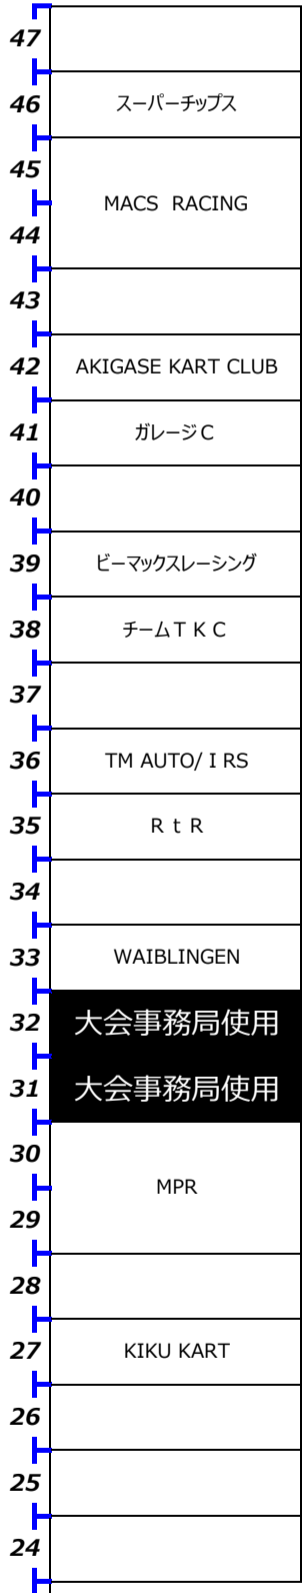 47
46 スーパーチップス
45
MACS RACING
44
43
42 AKIGASE KART CLUB
41 ガレージC
40
39 ビーマックスレーシング
38 チームTKC
37
36 TM AUTO/ I RS
35 R t R
34
33 WAIBLINGEN
32 大会事務局使用
31 大会事務局使用
30
MPR
29
28
27 KIKU KART
26
25
24